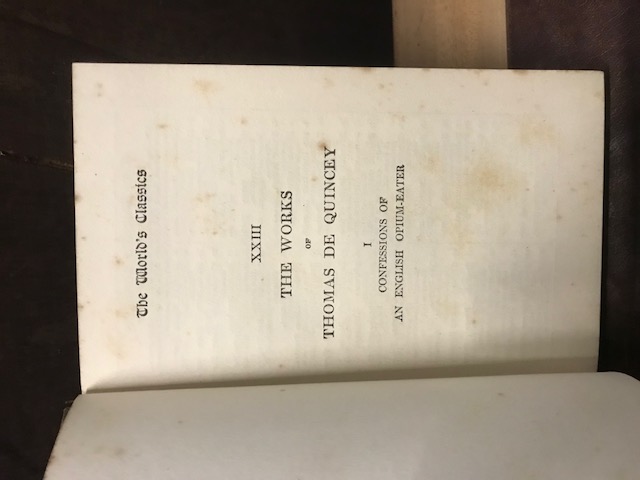 The World's Classics
XXIII
THE WORKS
OF
THOMAS DE QUINCEY
I
CONFESSIONS OF
AN ENGLISH OPIUM-EATER